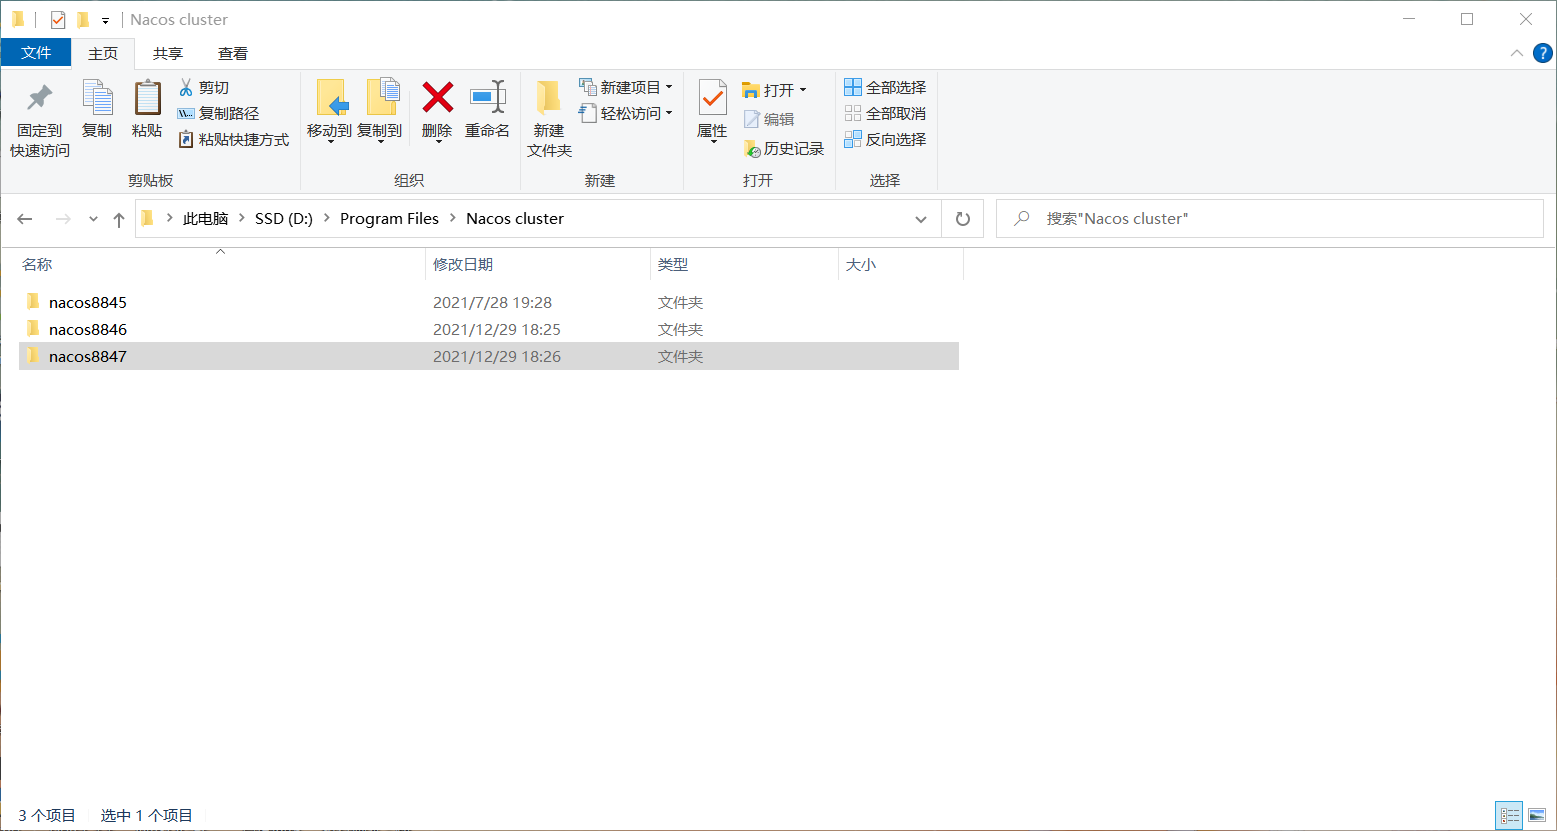 Nacos cluster
文件 主页 共享 查看
固定到
快速访问
复制
粘贴
剪切
复制路径
粘贴快捷方式
剪贴板
移动到
复制到
删除
重命名
组织
新建
文件夹
新建项目
轻松访问
新建
属性
打开
编辑
历史记录
打开
全部选择
全部取消
反向选择
选择
此电脑 SSD (D:) Program Files Nacos cluster
搜索"Nacos cluster"
名称 修改日期 类型 大小
nacos8845 2021/7/28 19:28 文件夹
nacos8846 2021/12/29 18:25 文件夹
nacos8847 2021/12/29 18:26 文件夹
3 个项目 选中 1 个项目